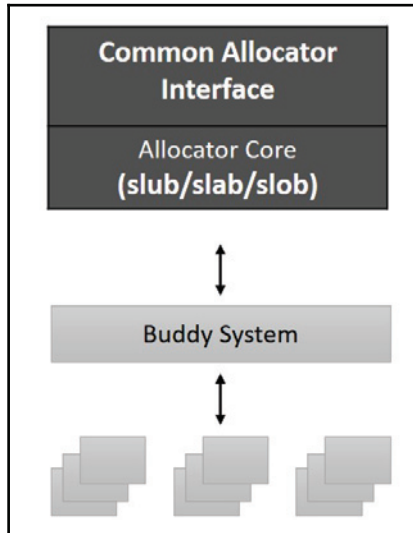 Common Allocator
Interface
Allocator Core
(slub/slab/slob)
Buddy System